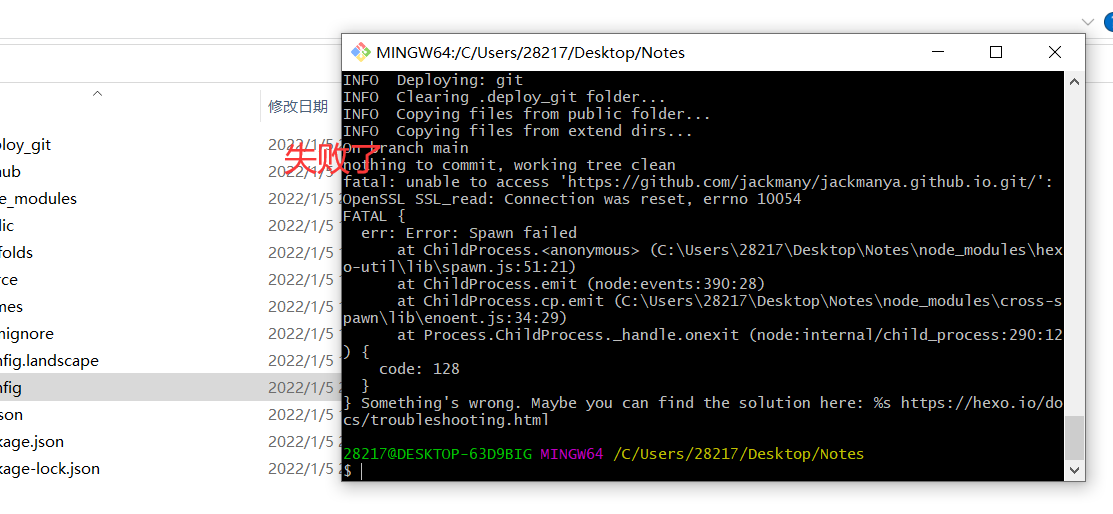 MINGW64:/C/Users/28217/Desktop/Notes
修改日期
ploy_git
2022/1/5
hub
2022/1/5
e_modules
2022/1/5
lic
2022/1/5
folds
2022/1/5
rce
2022/1/5
mes
2022/1/5
mignore
2022/1/5
nfig.landscape
2022/1/5
nfig
2022/1/5 2
json
2022/1/5
kage.json
2022/1/5
kage-lock.json
2022/1/5
失败了
INFO  Deploying: git
INFO  Clearing .deploy_git folder...
INFO  Copying files from public folder...
INFO  Copying files from extend dirs...
On branch main
nothing to commit, working tree clean
fatal: unable to access 'https://github.com/jackmany/jackmanya.github.io.git/':
OpenSSL SSL_read: Connection was reset, errno 10054
FATAL {
  err: Error: Spawn failed
      at ChildProcess.<anonymous> (C:\Users\28217\Desktop\Notes\node_modules\hex
o-util\lib\spawn.js:51:21)
      at ChildProcess.emit (node:events:390:28)
      at ChildProcess.cp.emit (C:\Users\28217\Desktop\Notes\node_modules\cross-s
pawn\lib\enoent.js:34:29)
      at Process.ChildProcess._handle.onexit (node:internal/child_process:290:12
) {
    code: 128
  }
} Something's wrong. Maybe you can find the solution here: %s https://hexo.io/do
cs/troubleshooting.html
28217@DESKTOP-63D9BIG MINGW64 /C/Users/28217/Desktop/Notes
$